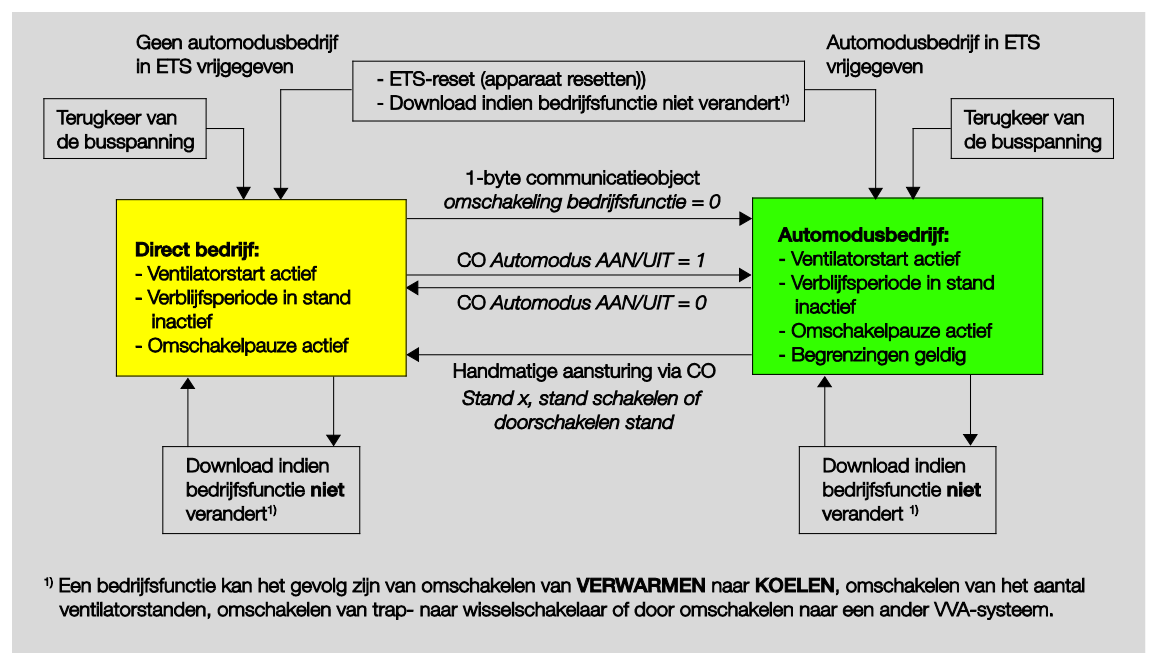 Geen automodusbedrijf
in ETS vrijgegeven
Automodusbedrijf in ETS
vrijgegeven
- ETS-reset (apparaat resetten))
- Download indien bedrijfsfunctie niet verandert¹⁾
Terugkeer van
de busspanning
Terugkeer van
de busspanning
1-byte communicatieobject
omschakeling bedrijfsfunctie = 0
Direct bedrijf:
- Ventilatorstart actief
- Verblijfsperiode in stand
inactief
- Omschakelpauze actief
CO Automodus AAN/UIT = 1
CO Automodus AAN/UIT = 0
Automodusbedrijf:
- Ventilatorstart actief
- Verblijfsperiode in stand
inactief
- Omschakelpauze actief
- Begrenzingen geldig
Handmatige aansturing via CO
Stand x, stand schakelen of
doorschakelen stand
Download indien
bedrijfsfunctie niet
verandert¹⁾
Download indien
bedrijfsfunctie niet
verandert ¹⁾
¹⁾ Een bedrijfsfunctie kan het gevolg zijn van omschakelen van VERWARMEN naar KOELEN, omschakelen van het aantal
ventilatorstanden, omschakelen van trap- naar wisselschakelaar of door omschakelen naar een ander VVA-systeem.